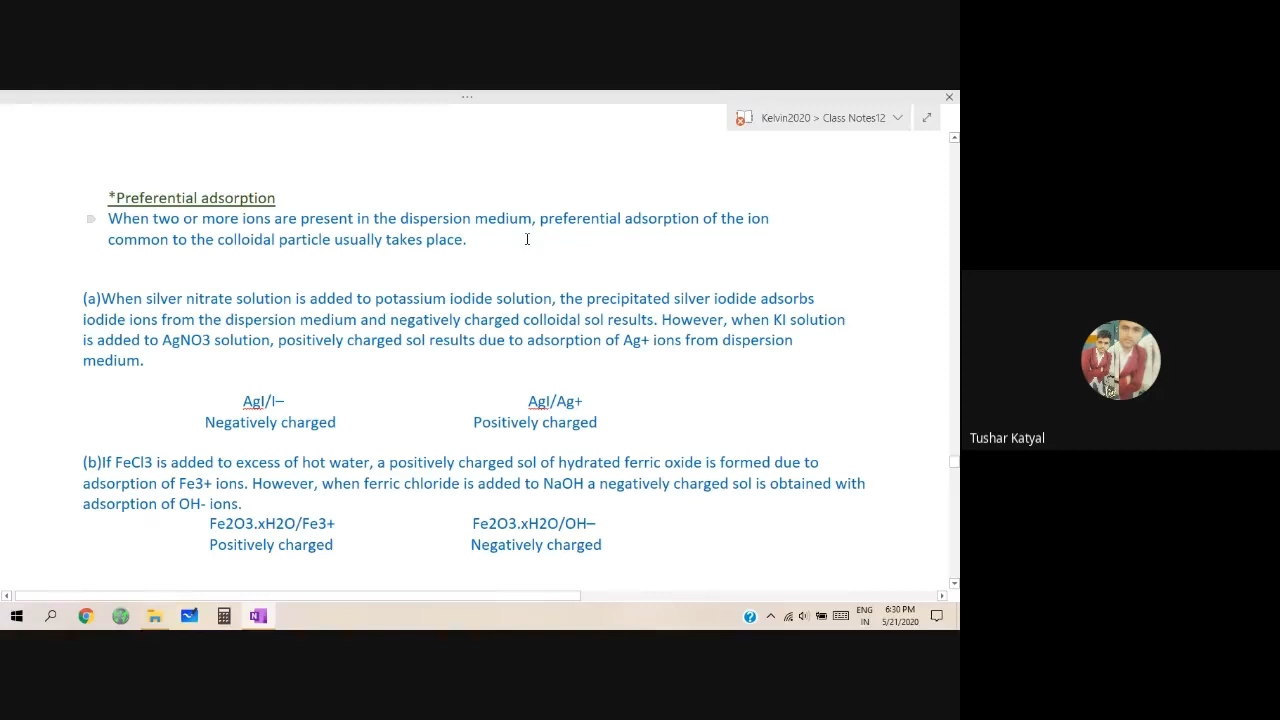 Kelvin2020 > Class Notes12
*Preferential adsorption
When two or more ions are present in the dispersion medium, preferential adsorption of the ion
common to the colloidal particle usually takes place.
(a)When silver nitrate solution is added to potassium iodide solution, the precipitated silver iodide adsorbs
iodide ions from the dispersion medium and negatively charged colloidal sol results. However, when KI solution
is added to AgNO3 solution, positively charged sol results due to adsorption of Ag+ ions from dispersion
medium.
AgI/I– AgI/Ag+
Negatively charged Positively charged
(b)If FeCl3 is added to excess of hot water, a positively charged sol of hydrated ferric oxide is formed due to
adsorption of Fe3+ ions. However, when ferric chloride is added to NaOH a negatively charged sol is obtained with
adsorption of OH- ions.
Fe2O3.xH2O/Fe3+ Fe2O3.xH2O/OH–
Positively charged Negatively charged
Tushar Katyal
ENG 6:30 PM
IN 5/21/2020